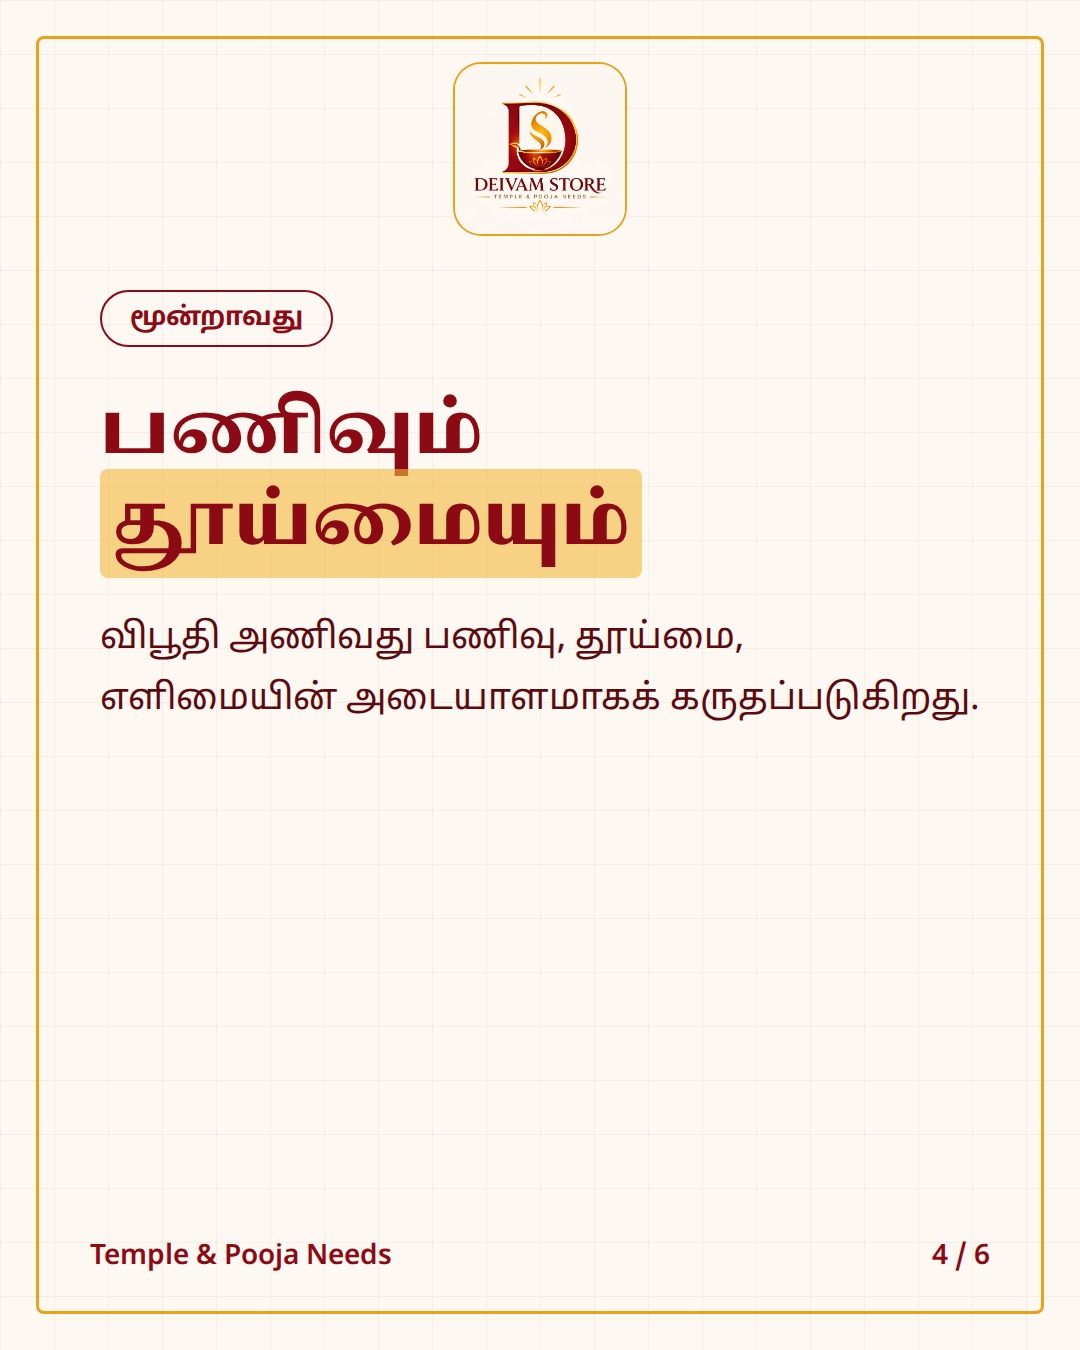 DEIVAM STORE
TEMPLE & POOJA NEEDS
மூன்றாவது
பணிவும்
தூய்மையும்
விபூதி அணிவது பணிவு, தூய்மை,
எளிமையின் அடையாளமாகக் கருதப்படுகிறது.
Temple & Pooja Needs
4 / 6